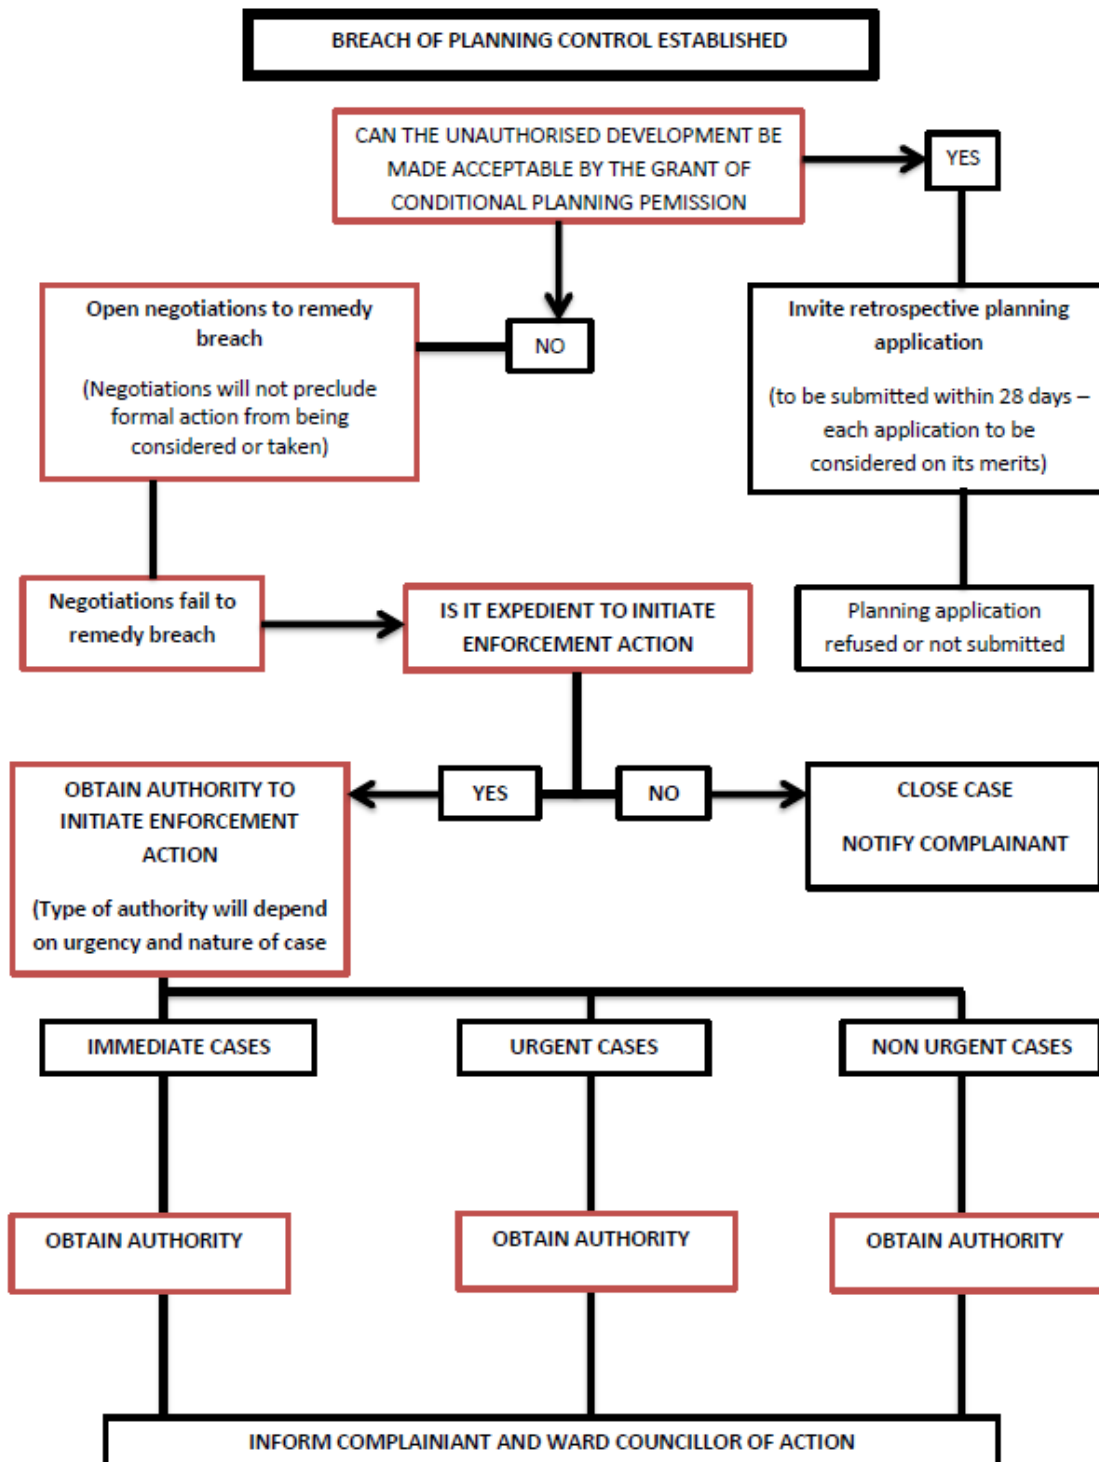 BREACH OF PLANNING CONTROL ESTABLISHED
CAN THE UNAUTHORISED DEVELOPMENT BE
MADE ACCEPTABLE BY THE GRANT OF
CONDITIONAL PLANNING PEMISSION
YES
Open negotiations to remedy
breach
(Negotiations will not preclude
formal action from being
considered or taken)
NO
Invite retrospective planning
application
(to be submitted within 28 days –
each application to be
considered on its merits)
Negotiations fail to
remedy breach
IS IT EXPEDIENT TO INITIATE
ENFORCEMENT ACTION
Planning application
refused or not submitted
OBTAIN AUTHORITY TO
INITIATE ENFORCEMENT
ACTION
(Type of authority will depend
on urgency and nature of case
YES
NO
CLOSE CASE
NOTIFY COMPLAINANT
IMMEDIATE CASES
URGENT CASES
NON URGENT CASES
OBTAIN AUTHORITY
OBTAIN AUTHORITY
OBTAIN AUTHORITY
INFORM COMPLAINIANT AND WARD COUNCILLOR OF ACTION